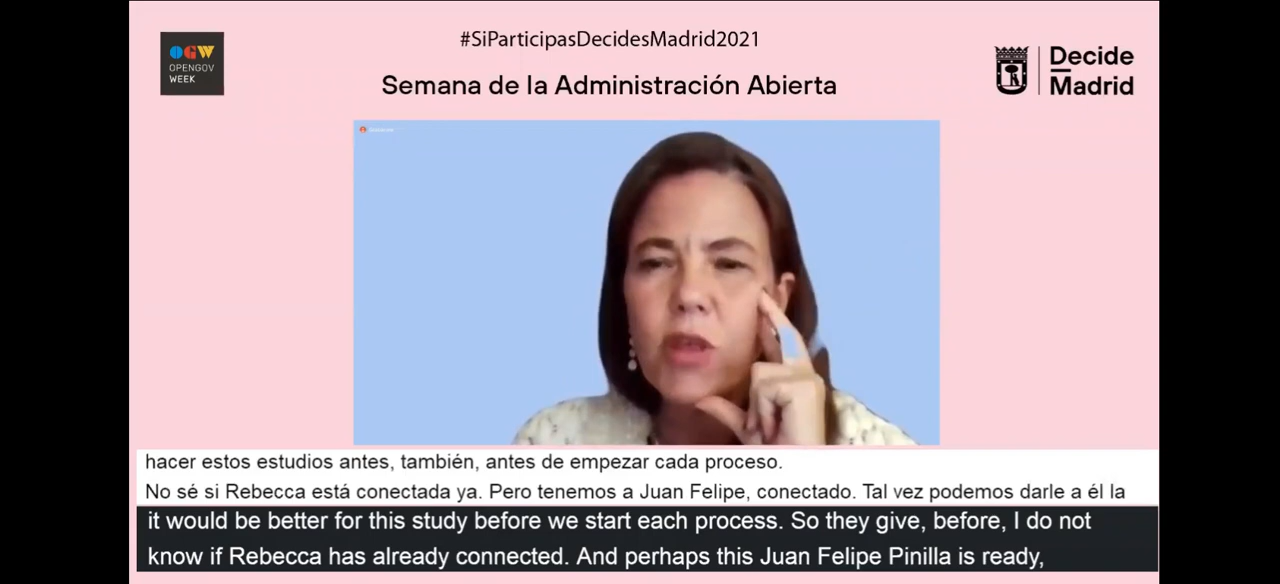 #SiParticipasDecidesMadrid2021
OGW
OPENGOV
WEEK
Semana de la Administración Abierta
Decide
Madrid
hacer estos estudios antes, también, antes de empezar cada proceso.
No sé si Rebecca está conectada ya. Pero tenemos a Juan Felipe, conectado. Tal vez podemos darle a él la
it would be better for this study before we start each process. So they give, before, I do not
know if Rebecca has already connected. And perhaps this Juan Felipe Pinilla is ready,